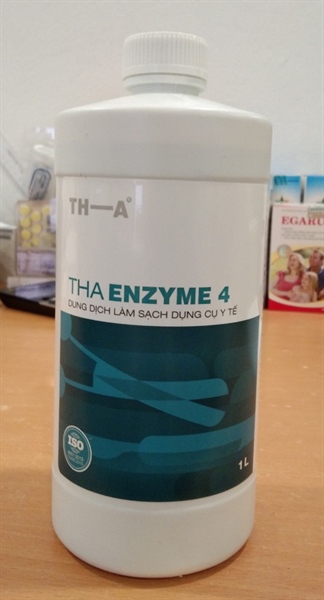 TH—A®
THA ENZYME 4
DUNG DỊCH LÀM SẠCH DỤNG CỤ Y TẾ
ISO
1 L
EGARU